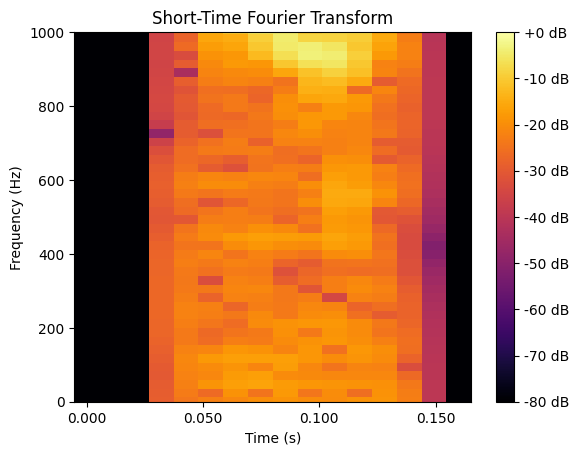 Short-Time Fourier Transform
1000
800
600
400
200
0
Frequency (Hz)
0.000
0.050
0.100
0.150
Time (s)
+0 dB
-10 dB
-20 dB
-30 dB
-40 dB
-50 dB
-60 dB
-70 dB
-80 dB